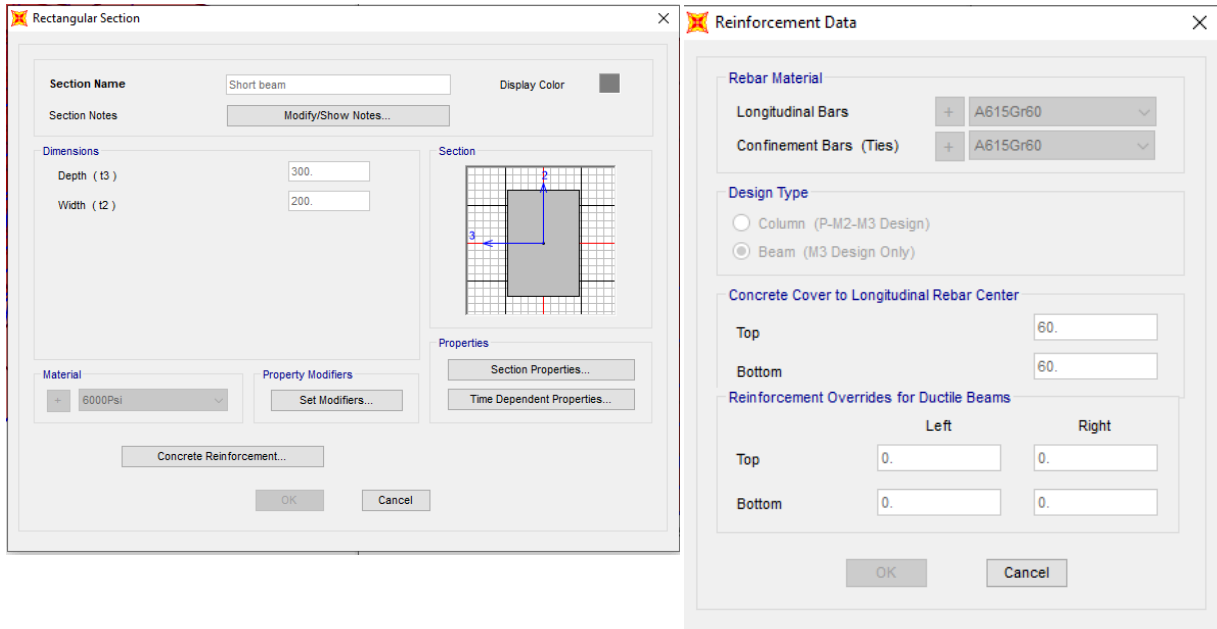 Rectangular Section
Section Name Short beam Display Color
Section Notes Modify/Show Notes...
Dimensions
Depth ( t3 ) 300.
Width ( t2 ) 200.
Section
2
3
Properties
Section Properties...
Time Dependent Properties...
Material
+ 6000Psi
Property Modifiers
Set Modifiers...
Concrete Reinforcement...
OK Cancel
Reinforcement Data
Rebar Material
Longitudinal Bars + A615Gr60
Confinement Bars (Ties) + A615Gr60
Design Type
Column (P-M2-M3 Design)
Beam (M3 Design Only)
Concrete Cover to Longitudinal Rebar Center
Top 60.
Bottom 60.
Reinforcement Overrides for Ductile Beams
Left Right
Top 0. 0.
Bottom 0. 0.
OK Cancel